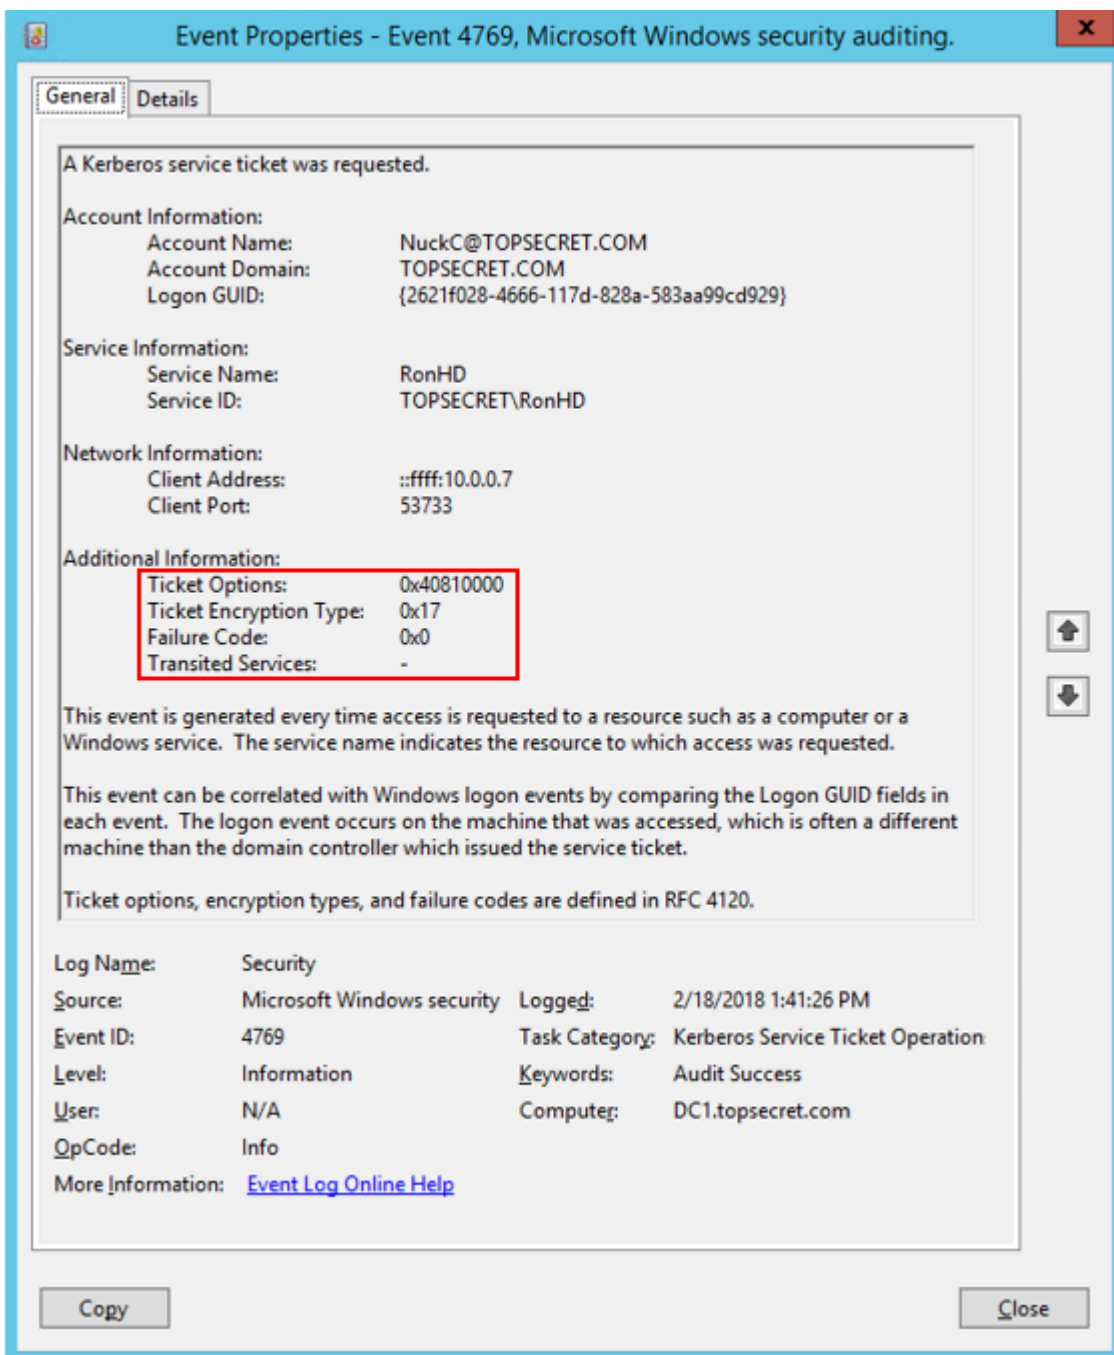 Event Properties - Event 4769, Microsoft Windows security auditing.
x
General Details
A Kerberos service ticket was requested.
Account Information:
Account Name: NuckC@TOPSECRET.COM
Account Domain: TOPSECRET.COM
Logon GUID: {2621f028-4666-117d-828a-583aa99cd929}
Service Information:
Service Name: RonHD
Service ID: TOPSECRET\RonHD
Network Information:
Client Address: ::ffff:10.0.0.7
Client Port: 53733
Additional Information:
Ticket Options: 0x40810000
Ticket Encryption Type: 0x17
Failure Code: 0x0
Transited Services: -
This event is generated every time access is requested to a resource such as a computer or a
Windows service. The service name indicates the resource to which access was requested.
This event can be correlated with Windows logon events by comparing the Logon GUID fields in
each event. The logon event occurs on the machine that was accessed, which is often a different
machine than the domain controller which issued the service ticket.
Ticket options, encryption types, and failure codes are defined in RFC 4120.
Log Name: Security
Source: Microsoft Windows security Logged: 2/18/2018 1:41:26 PM
Event ID: 4769 Task Category: Kerberos Service Ticket Operation
Level: Information Keywords: Audit Success
User: N/A Computer: DC1.topsecret.com
OpCode: Info
More Information: Event Log Online Help
Copy Close